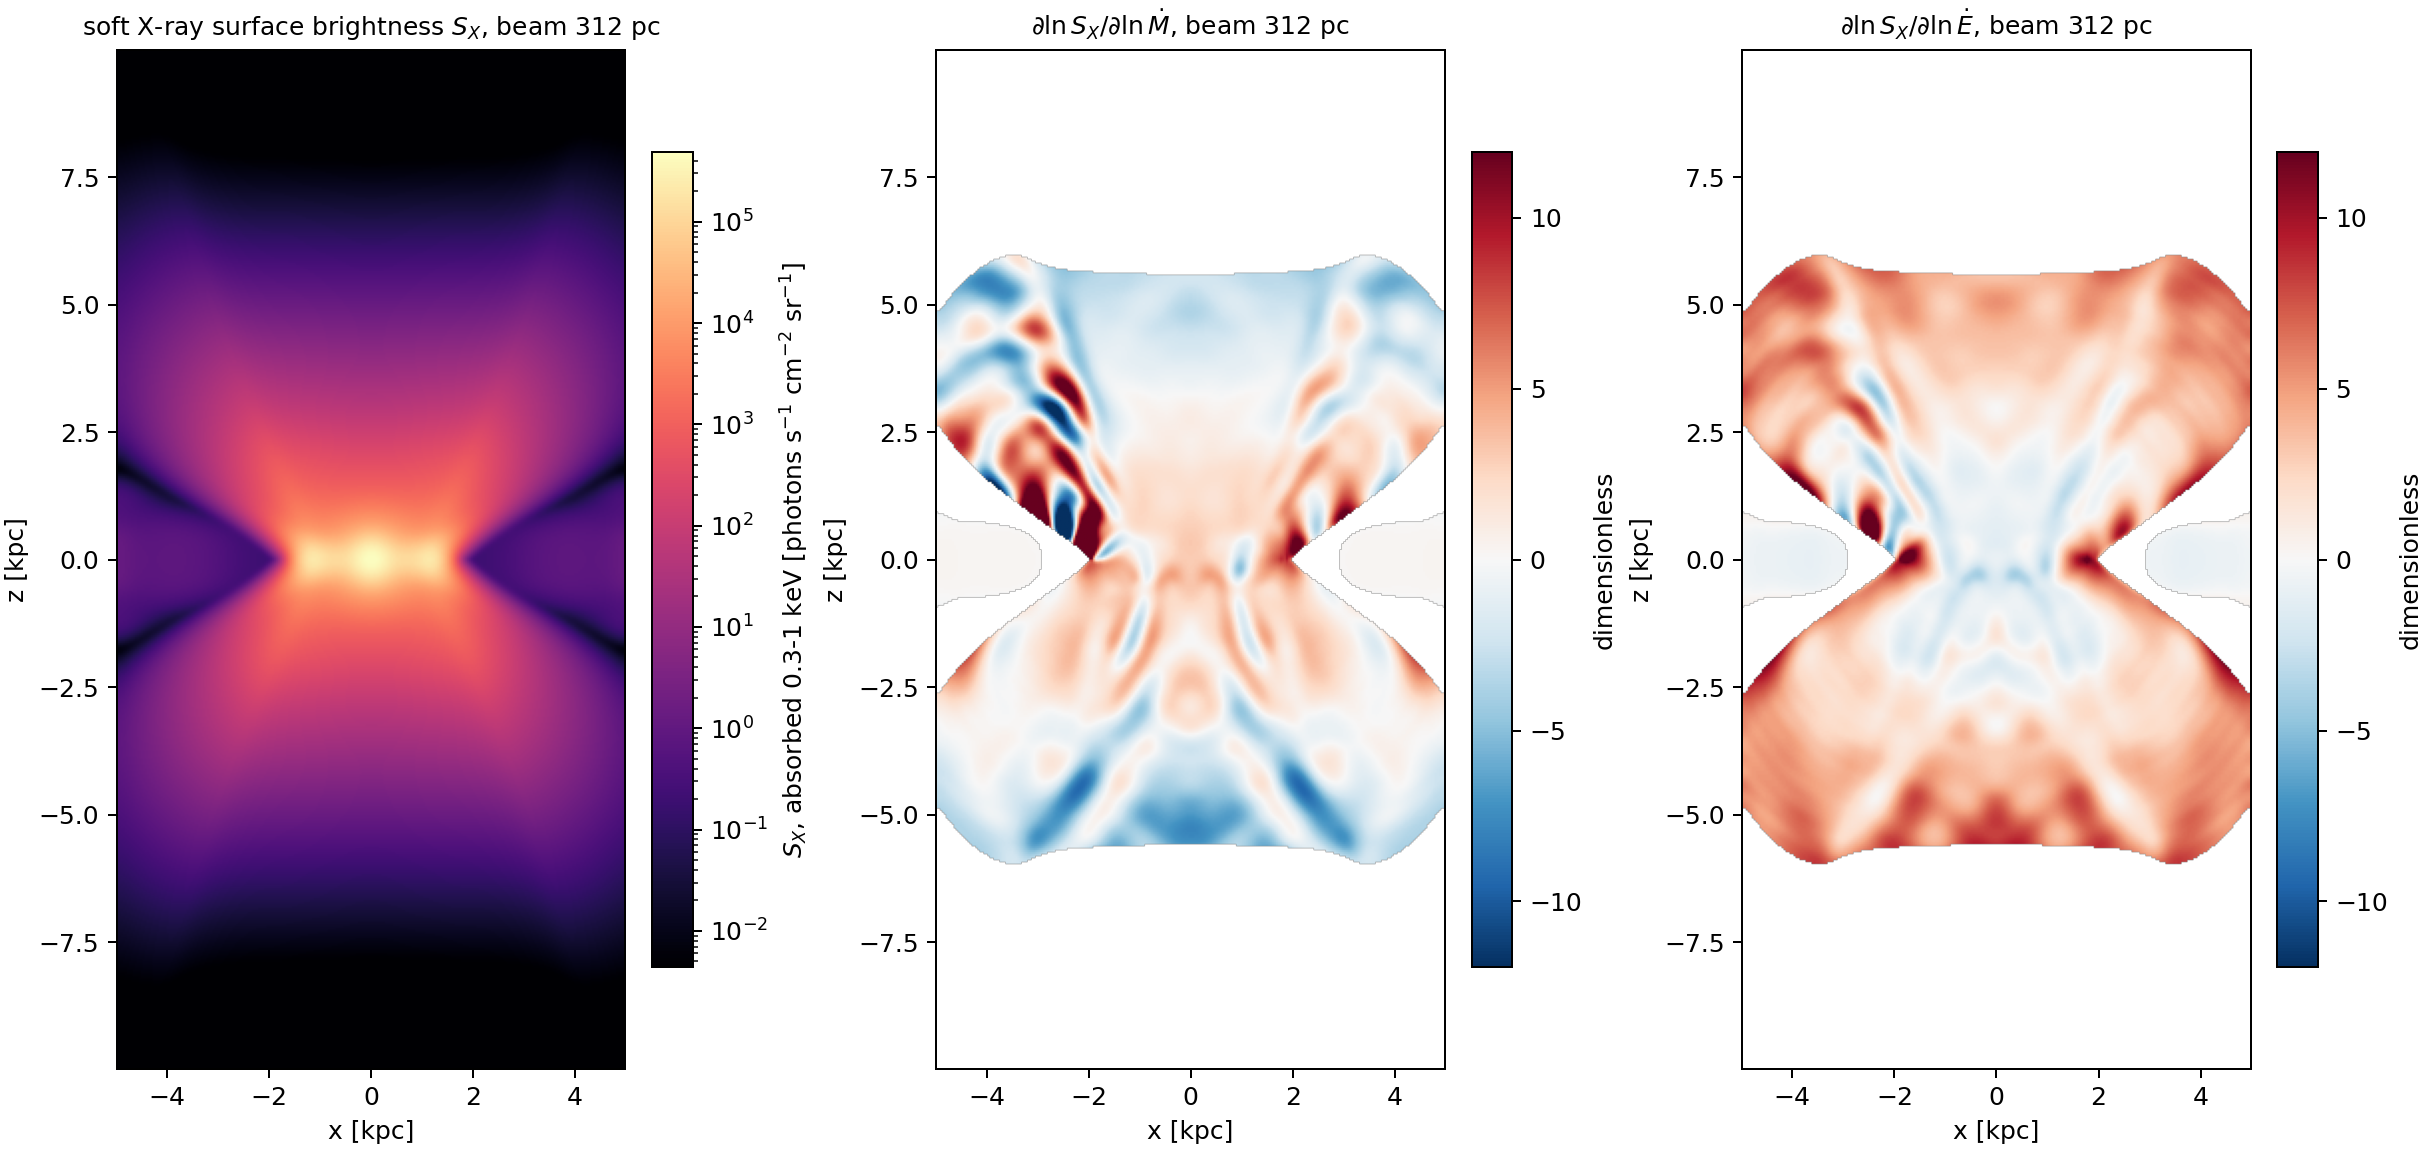 soft X-ray surface brightness S_X, beam 312 pc
7.5
5.0
2.5
0.0
−2.5
−5.0
−7.5
z [kpc]
−4 −2 0 2 4
x [kpc]
10^5
10^4
10^3
10^2
10^1
10^0
10^−1
10^−2
S_X, absorbed 0.3-1 keV [photons s^−1 cm^−2 sr^−1]
∂ln S_X/∂ln Ṁ, beam 312 pc
7.5
5.0
2.5
0.0
−2.5
−5.0
−7.5
z [kpc]
−4 −2 0 2 4
x [kpc]
10
5
0
−5
−10
dimensionless
∂ln S_X/∂ln Ė, beam 312 pc
7.5
5.0
2.5
0.0
−2.5
−5.0
−7.5
z [kpc]
−4 −2 0 2 4
x [kpc]
10
5
0
−5
−10
dimensionless